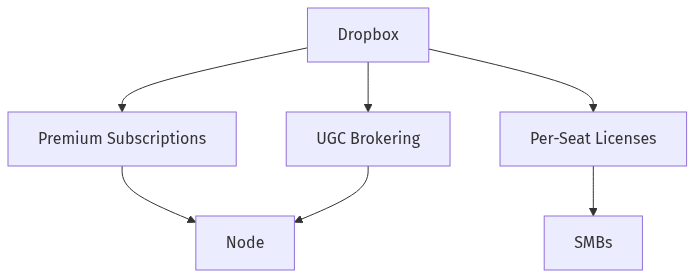 Dropbox
Premium Subscriptions
UGC Brokering
Per-Seat Licenses
Node
SMBs